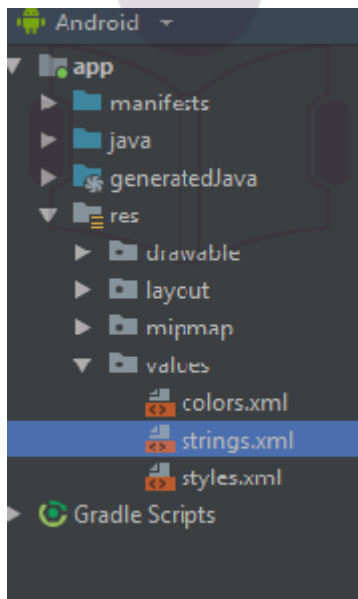 Android
app
manifests
java
generatedJava
res
drawable
layout
mipmap
values
colors.xml
strings.xml
styles.xml
Gradle Scripts